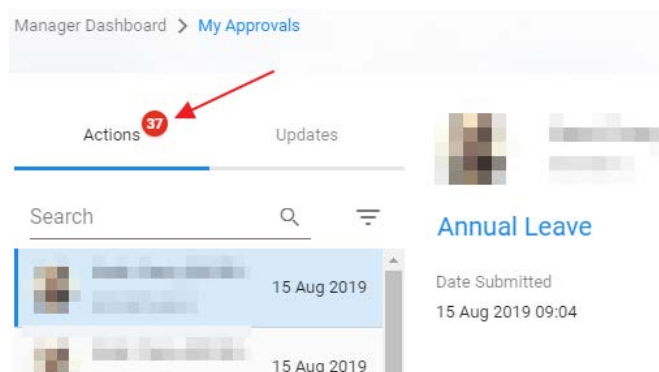 Manager Dashboard > My Approvals
Actions 37
Updates
Search
Annual Leave
15 Aug 2019
Date Submitted
15 Aug 2019 09:04
15 Aug 2019